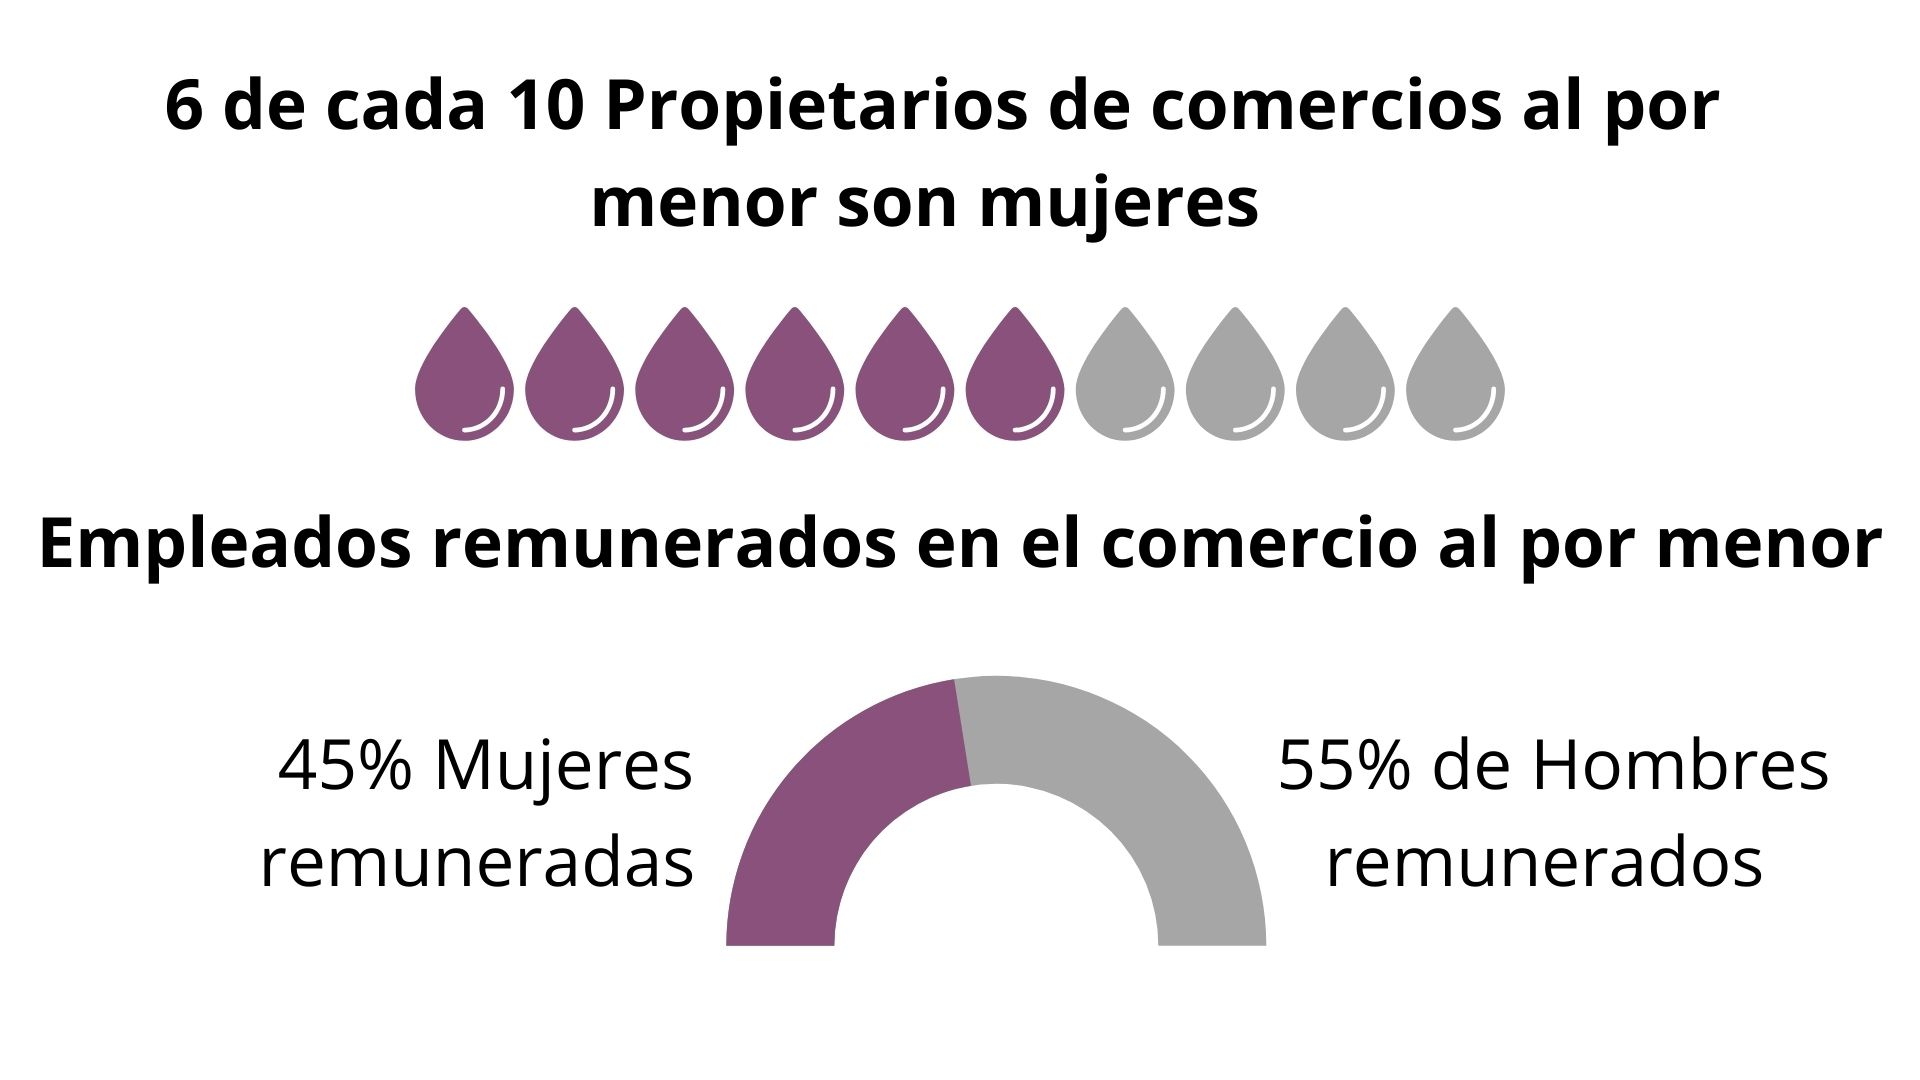 6 de cada 10 Propietarios de comercios al por
menor son mujeres
Empleados remunerados en el comercio al por menor
45% Mujeres
remuneradas
55% de Hombres
remunerados